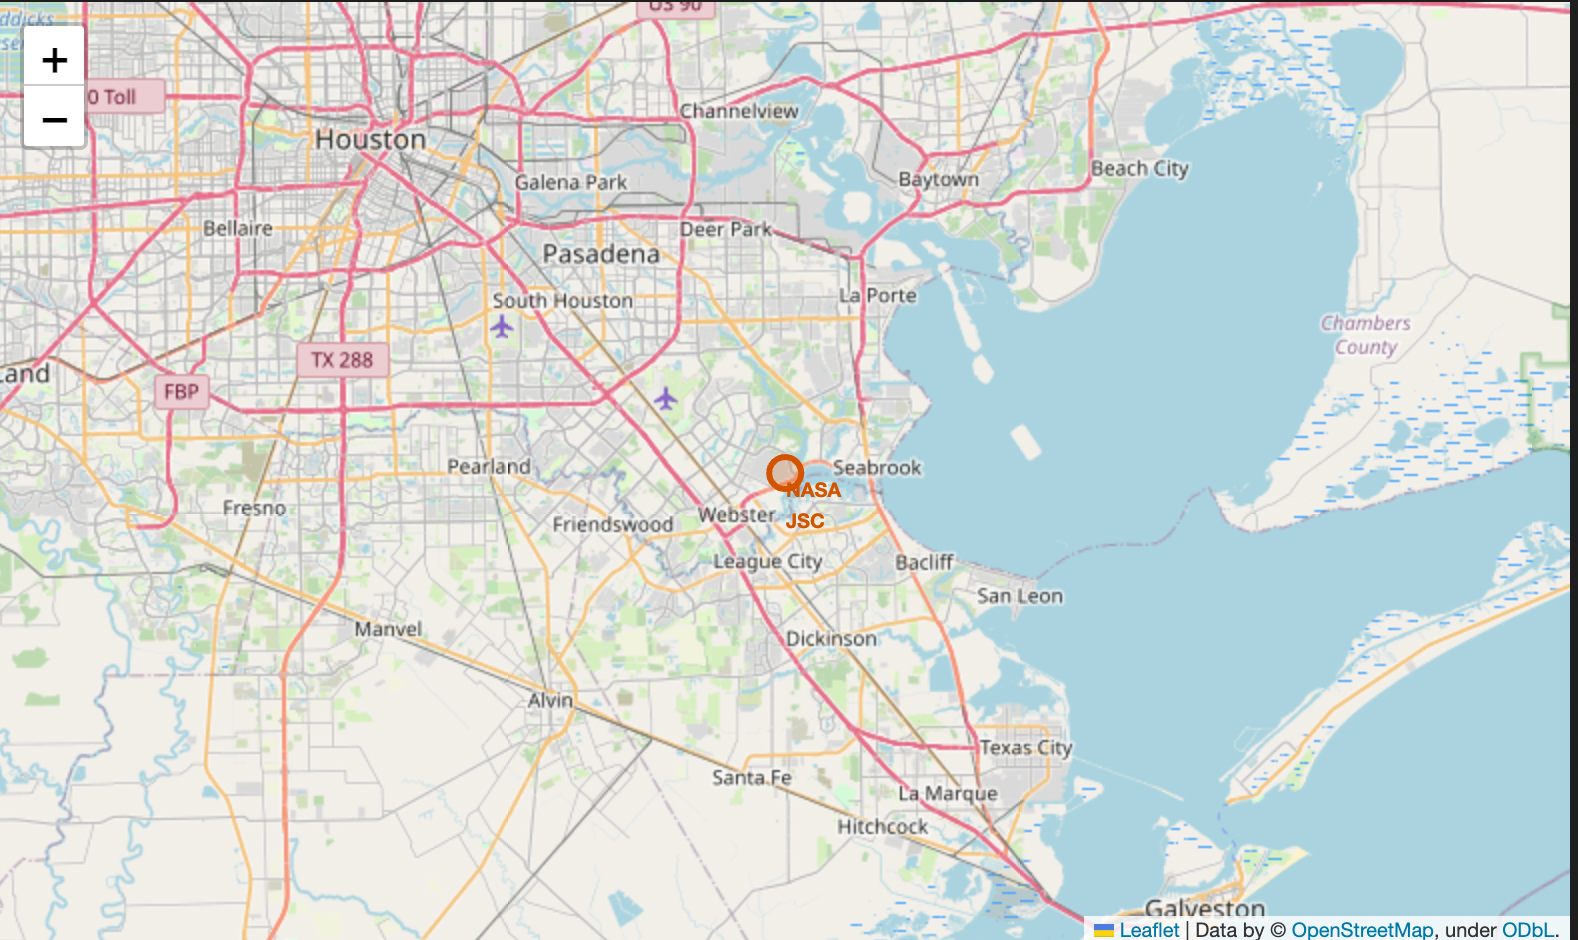 US 90
+
0 Toll
−
Channelview
Houston
Beach City
Galena Park
Baytown
Bellaire
Deer Park
Pasadena
La Porte
South Houston
Chambers
County
TX 288
Land
FBP
Pearland
Seabrook
NASA
JSC
Fresno
Webster
Friendswood
League City
Bacliff
San Leon
Manvel
Dickinson
Alvin
Texas City
Santa Fe
La Marque
Hitchcock
Galveston
Leaflet | Data by © OpenStreetMap, under ODbL.